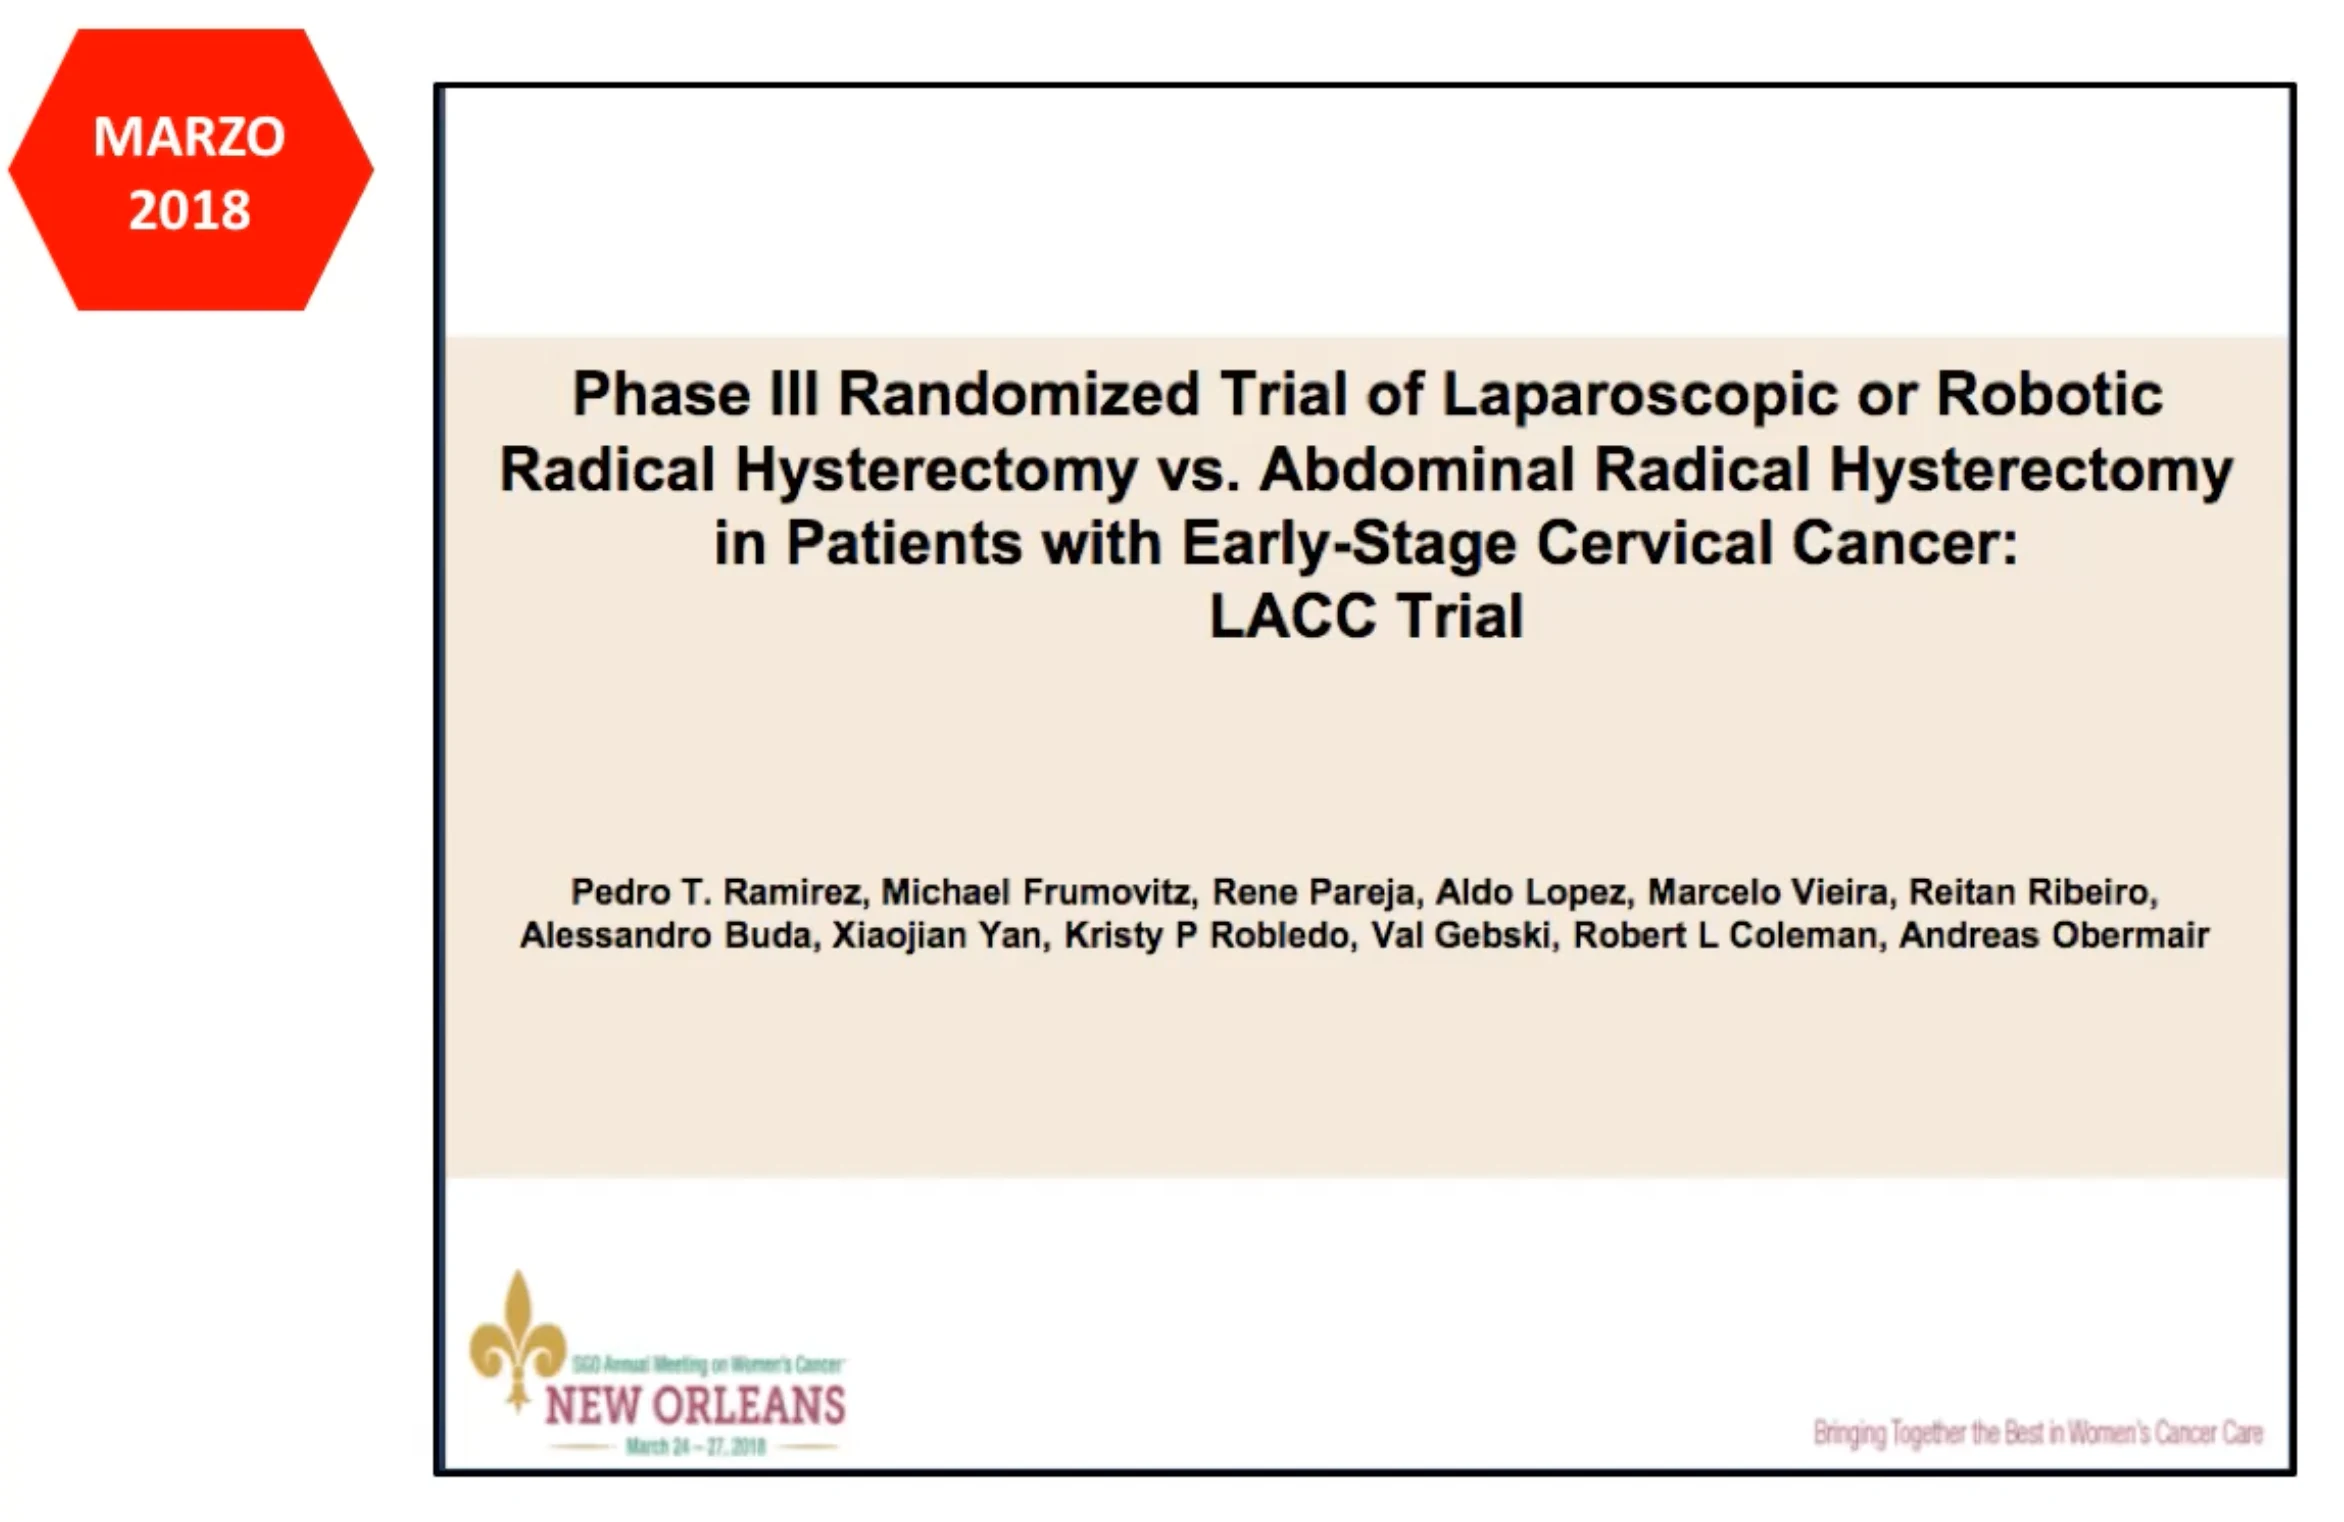 MARZO
2018
Phase III Randomized Trial of Laparoscopic or Robotic
Radical Hysterectomy vs. Abdominal Radical Hysterectomy
in Patients with Early-Stage Cervical Cancer:
LACC Trial
Pedro T. Ramirez, Michael Frumovitz, Rene Pareja, Aldo Lopez, Marcelo Vieira, Reitan Ribeiro,
Alessandro Buda, Xiaojian Yan, Kristy P Robledo, Val Gebski, Robert L Coleman, Andreas Obermair
SGO Annual Meeting on Women's Cancer
NEW ORLEANS
March 24 – 27, 2018
Bringing Together the Best in Women's Cancer Care